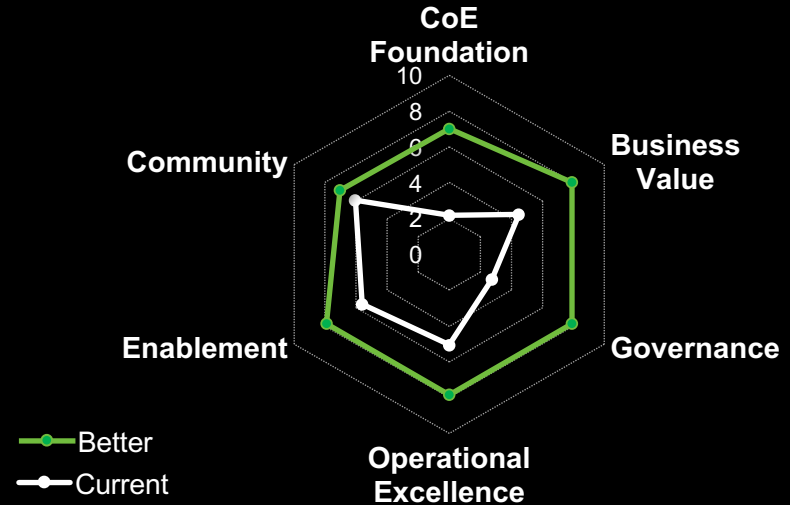 CoE
Foundation
10
8
6
4
2
0
Business
Value
Community
Enablement
Governance
Operational
Excellence
Better
Current